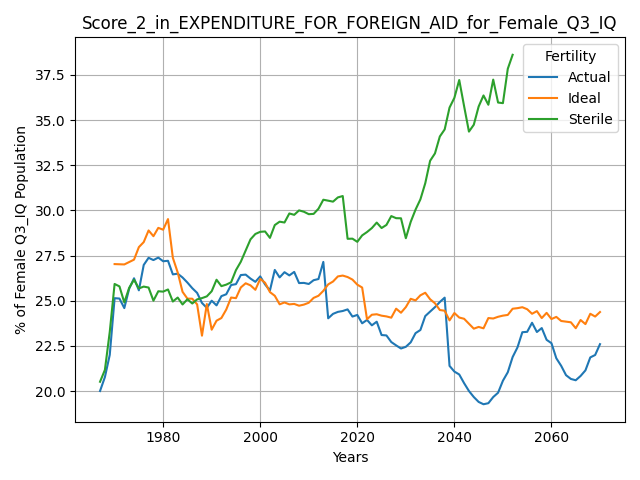 Score_2_in_EXPENDITURE_FOR_FOREIGN_AID_for_Female_Q3_IQ
Fertility
Actual
Ideal
Sterile
% of Female Q3_IQ Population
37.5
35.0
32.5
30.0
27.5
25.0
22.5
20.0
1980 2000 2020 2040 2060
Years